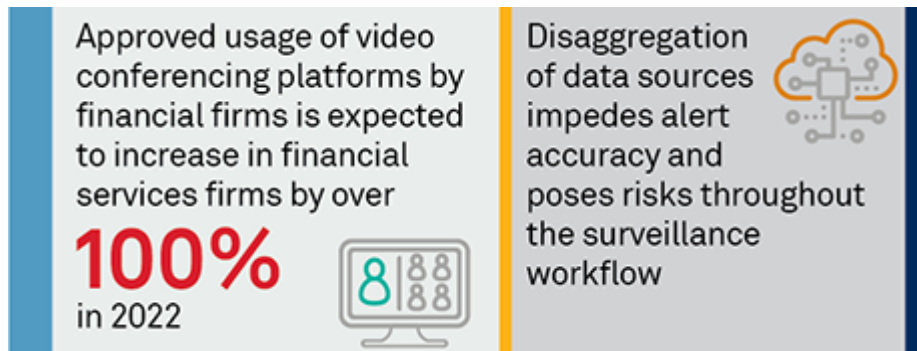 Approved usage of video
conferencing platforms by
financial firms is expected
to increase in financial
services firms by over
100%
in 2022
Disaggregation
of data sources
impedes alert
accuracy and
poses risks throughout
the surveillance
workflow